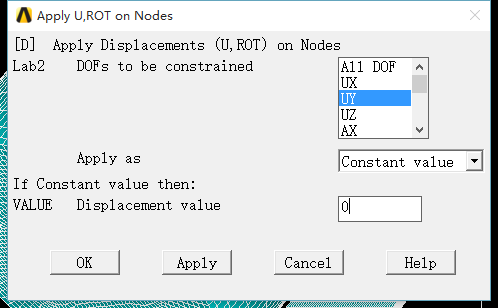 Apply U,ROT on Nodes
[D] Apply Displacements (U,ROT) on Nodes
Lab2 DOFs to be constrained
All DOF
UX
UY
UZ
AX
Apply as Constant value
If Constant value then:
VALUE Displacement value 0
OK Apply Cancel Help